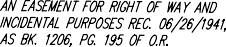 AN EASEMENT FOR RIGHT OF WAY AND
INCIDENTAL PURPOSES REC. 06/26/1941,
AS BK. 1206, PG. 195 OF O.R.